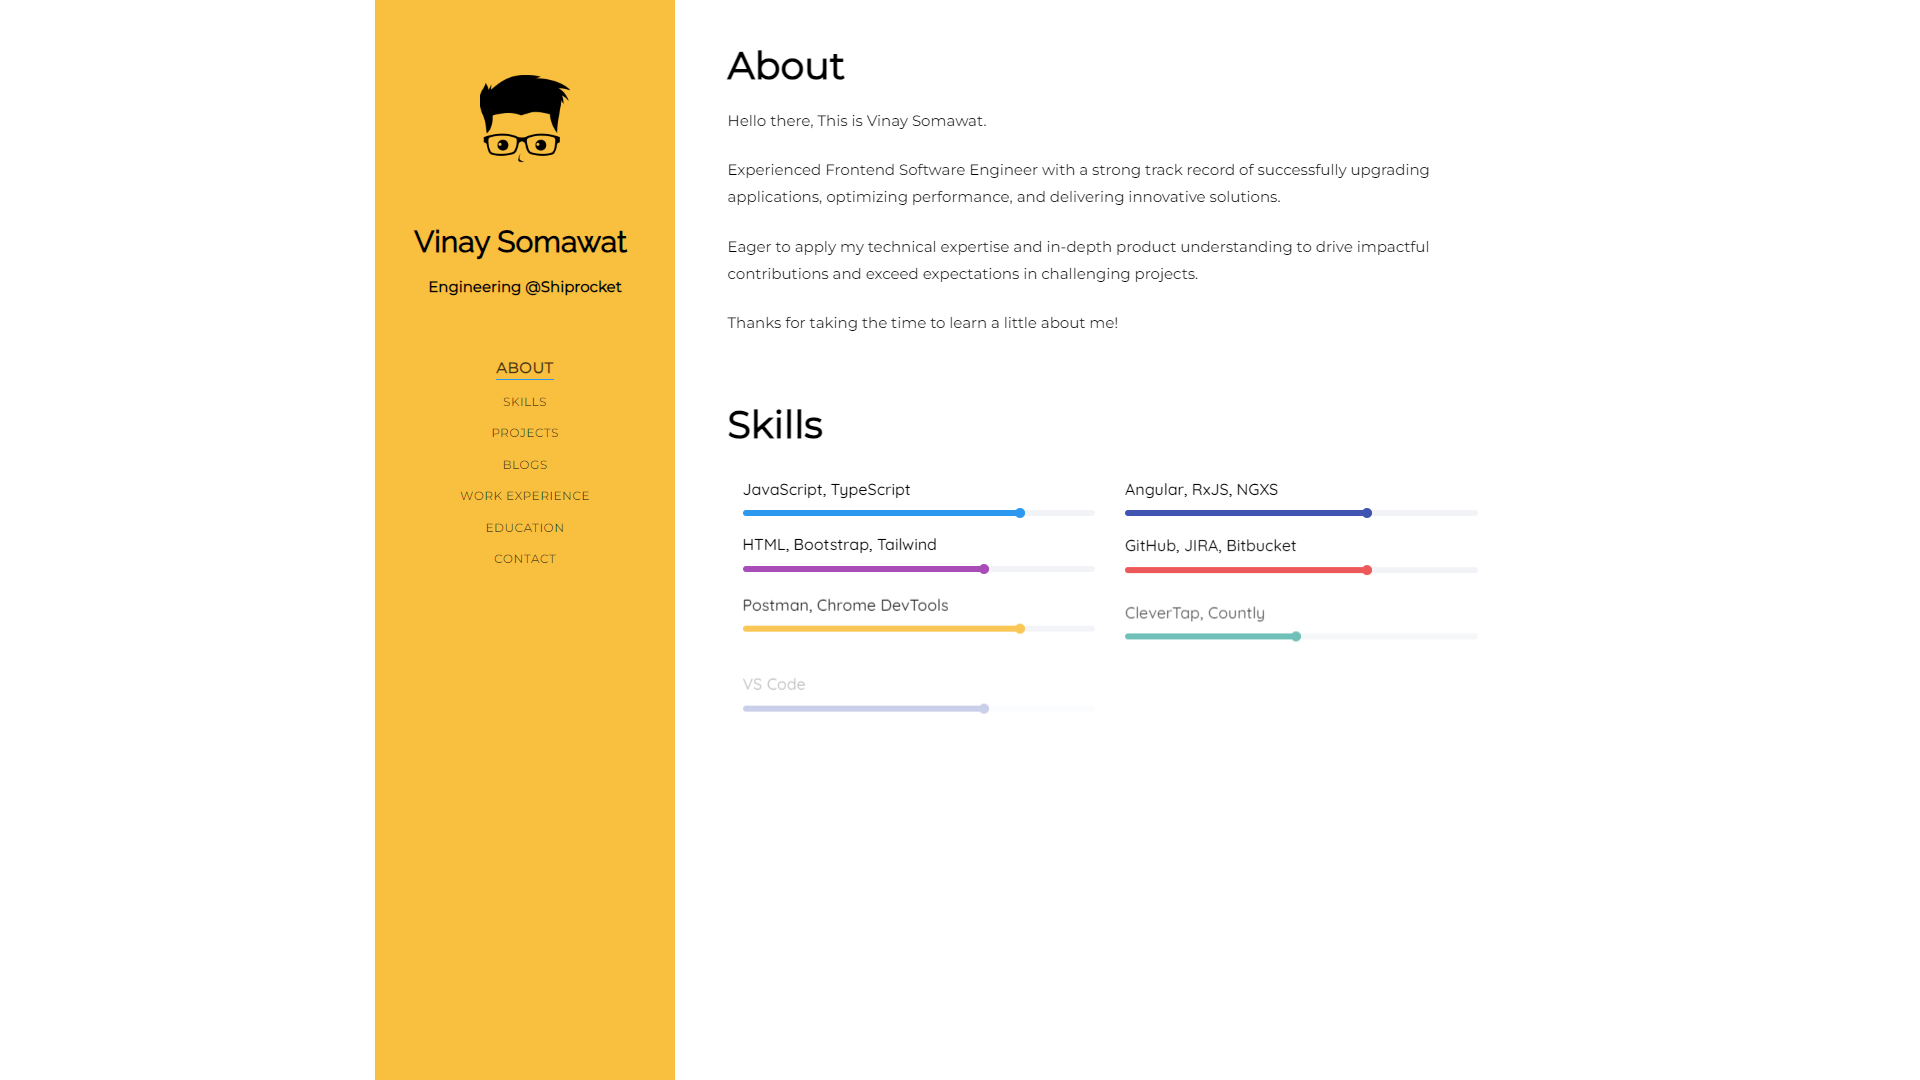 Vinay Somawat
Engineering @Shiprocket
ABOUT
SKILLS
PROJECTS
BLOGS
WORK EXPERIENCE
EDUCATION
CONTACT
About
Hello there, This is Vinay Somawat.
Experienced Frontend Software Engineer with a strong track record of successfully upgrading
applications, optimizing performance, and delivering innovative solutions.
Eager to apply my technical expertise and in-depth product understanding to drive impactful
contributions and exceed expectations in challenging projects.
Thanks for taking the time to learn a little about me!
Skills
JavaScript, TypeScript
Angular, RxJS, NGXS
HTML, Bootstrap, Tailwind
GitHub, JIRA, Bitbucket
Postman, Chrome DevTools
CleverTap, Countly
VS Code